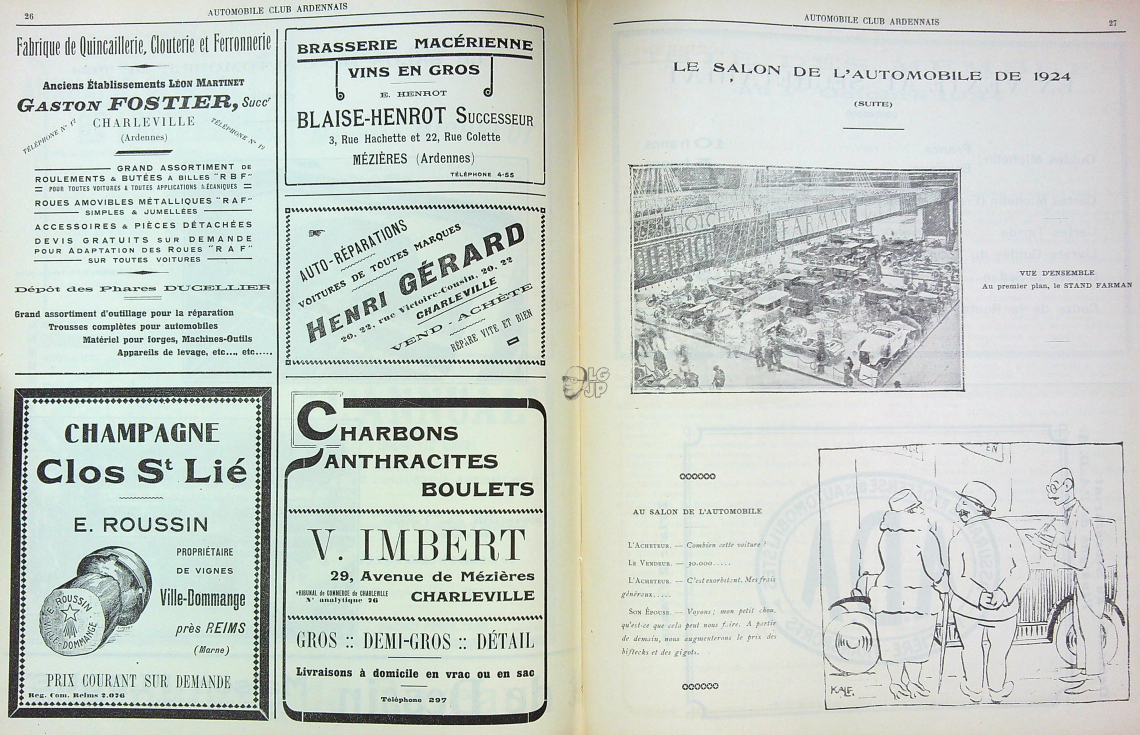 26
AUTOMOBILE CLUB ARDENNAIS
Fabrique de Quincaillerie, Clouterie et Ferronnerie
Anciens Établissements LÉON MARTINET
GASTON FOSTIER, Succr
CHARLEVILLE
(Ardennes)
TÉLÉPHONE N°
TÉLÉPHONE N°
GRAND ASSORTIMENT DE
ROULEMENTS & BUTÉES A BILLES "RBF"
POUR TOUTES VOITURES & TOUTES APPLICATIONS MÉCANIQUES
ROUES AMOVIBLES MÉTALLIQUES "RAF"
SIMPLES & JUMELLÉES
ACCESSOIRES & PIÈCES DÉTACHÉES
DEVIS GRATUITS SUR DEMANDE
POUR ADAPTATION DES ROUES "RAF"
SUR TOUTES VOITURES
Dépôt des Phares DUCELLIER
Grand assortiment d'outillage pour la réparation
Trousses complètes pour automobiles
Matériel pour forges, Machines-Outils
Appareils de levage, etc..., etc.....
CHAMPAGNE
Clos St Lié
E. ROUSSIN
PROPRIÉTAIRE
DE VIGNES
Ville-Dommange
près REIMS
(Marne)
E. ROUSSIN
VILLE-DOMMANGE
PRIX COURANT SUR DEMANDE
Reg. Com. Reims 2.026
BRASSERIE MACÉRIENNE
VINS EN GROS
E. HENROT
BLAISE-HENROT SUCCESSEUR
3, Rue Hachette et 22, Rue Colette
MÉZIÈRES (Ardennes)
TÉLÉPHONE 4-55
AUTO-RÉPARATIONS
VOITURES DE TOUTES MARQUES
HENRI GÉRARD
20, 22, rue Victoire-Cousin, 20, 22
CHARLEVILLE
VEND - ACHÈTE
RÉPARE VITE ET BIEN
CHARBONS
ANTHRACITES
BOULETS
V. IMBERT
29, Avenue de Mézières
TRIBUNAL DE COMMERCE DE CHARLEVILLE
N° analytique 76
CHARLEVILLE
GROS :: DEMI-GROS :: DÉTAIL
Livraisons à domicile en vrac ou en sac
Téléphone 297
LG
JP
AUTOMOBILE CLUB ARDENNAIS
27
LE SALON DE L'AUTOMOBILE DE 1924
(SUITE)
FARMAN
VUE D'ENSEMBLE
Au premier plan, le STAND FARMAN
AU SALON DE L'AUTOMOBILE
L'ACHETEUR. — Combien cette voiture ?
LE VENDEUR. — 30.000.....
L'ACHETEUR. — C'est exorbitant. Mes frais
généraux.....
SON ÉPOUSE. — Voyons ; mon petit chou,
qu'est-ce que cela peut nous faire. A partir
de demain, nous augmenterons le prix des
biftecks et des gigots.
EN
KALF.